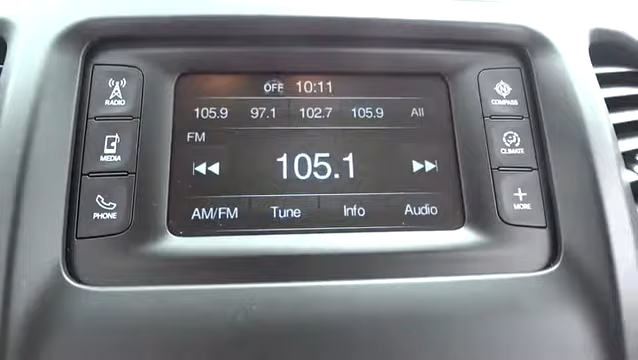 OFF 10:11
RADIO
105.9 97.1 102.7 105.9 All
COMPASS
FM
MEDIA
105.1
CLIMATE
PHONE
AM/FM Tune Info Audio
MORE